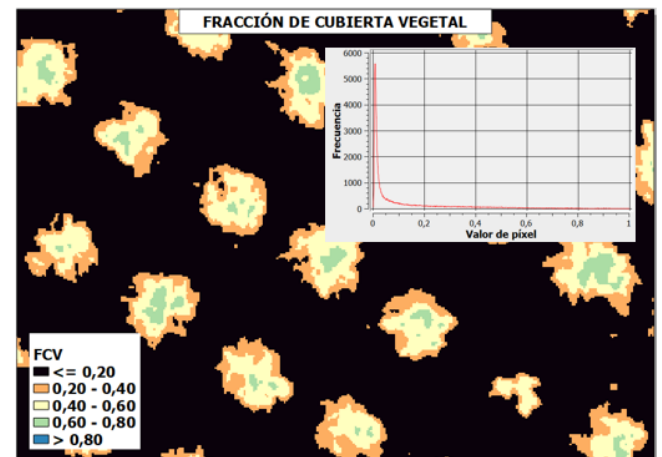 FRACCIÓN DE CUBIERTA VEGETAL
6000
5000
4000
3000
2000
1000
0
Frecuencia
0 0,2 0,4 0,6 0,8 1
Valor de píxel
FCV
<= 0,20
0,20 - 0,40
0,40 - 0,60
0,60 - 0,80
> 0,80